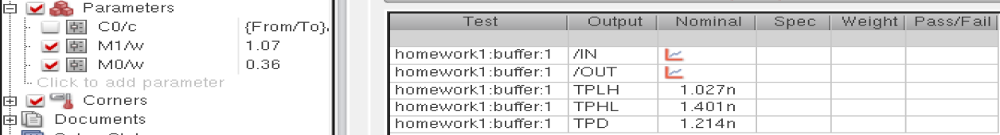 Parameters
C0/c {From/To}
M1/w 1.07
M0/w 0.36
Click to add parameter
Corners
Documents
Test Output Nominal Spec Weight Pass/Fail
homework1:buffer:1 /IN
homework1:buffer:1 /OUT
homework1:buffer:1 TPLH 1.027n
homework1:buffer:1 TPHL 1.401n
homework1:buffer:1 TPD 1.214n